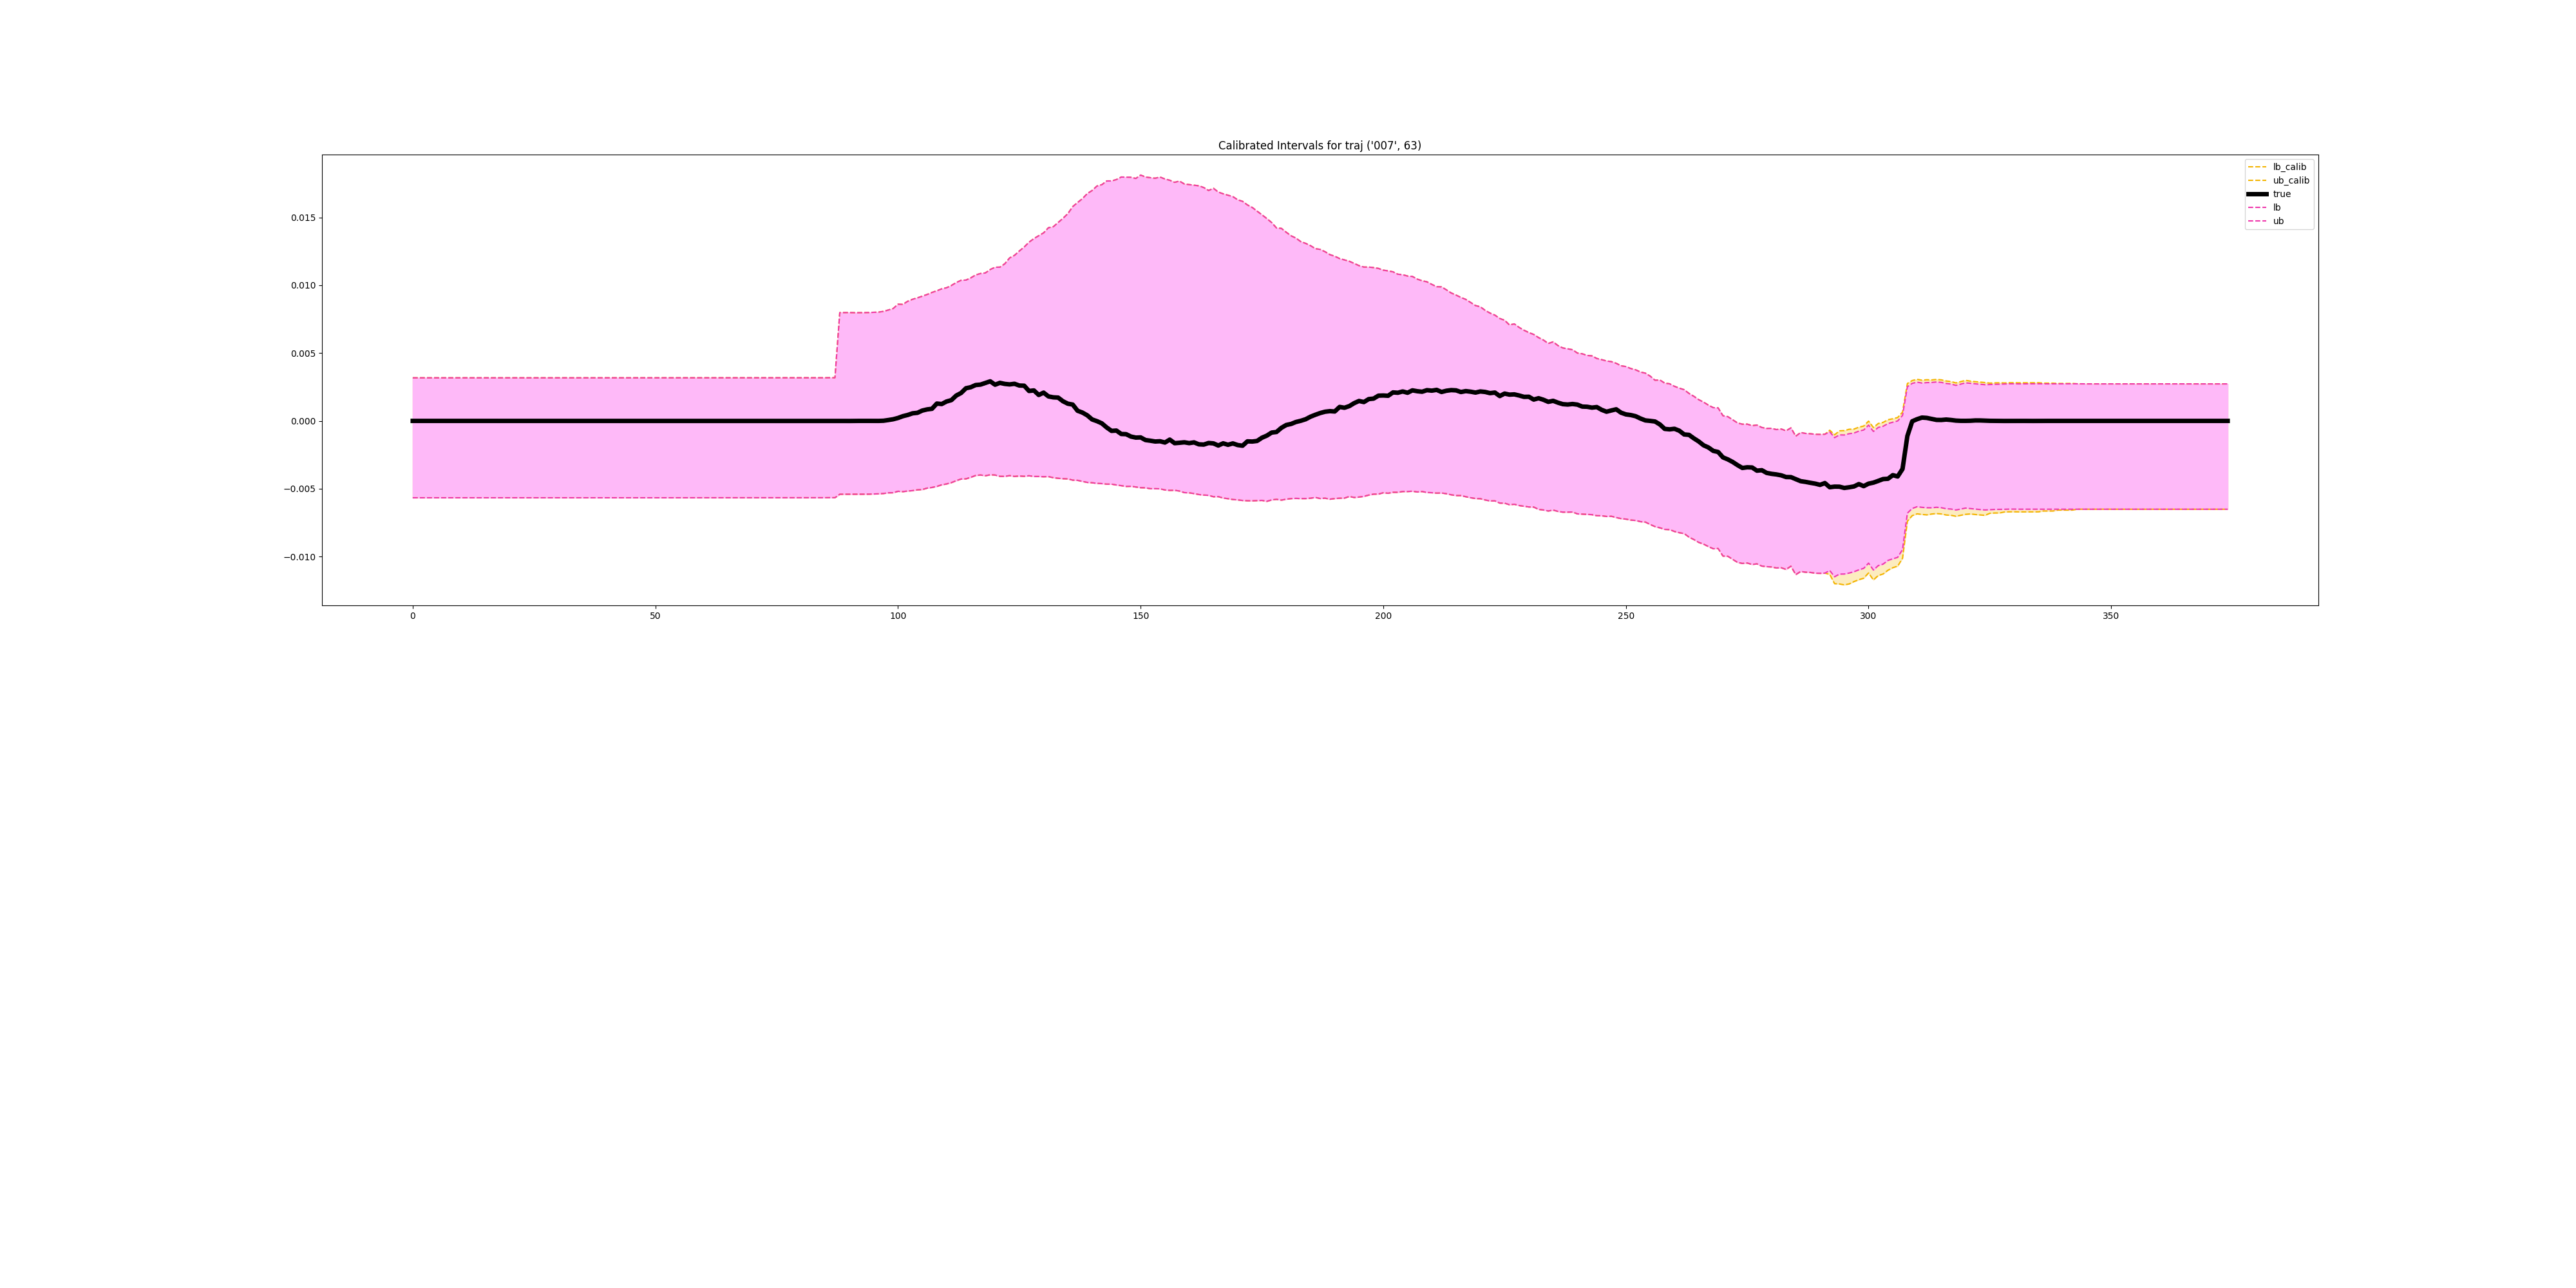 Calibrated Intervals for traj ('007', 63)
lb_calib
ub_calib
true
lb
ub
0.015
0.010
0.005
0.000
−0.005
−0.010
0 50 100 150 200 250 300 350